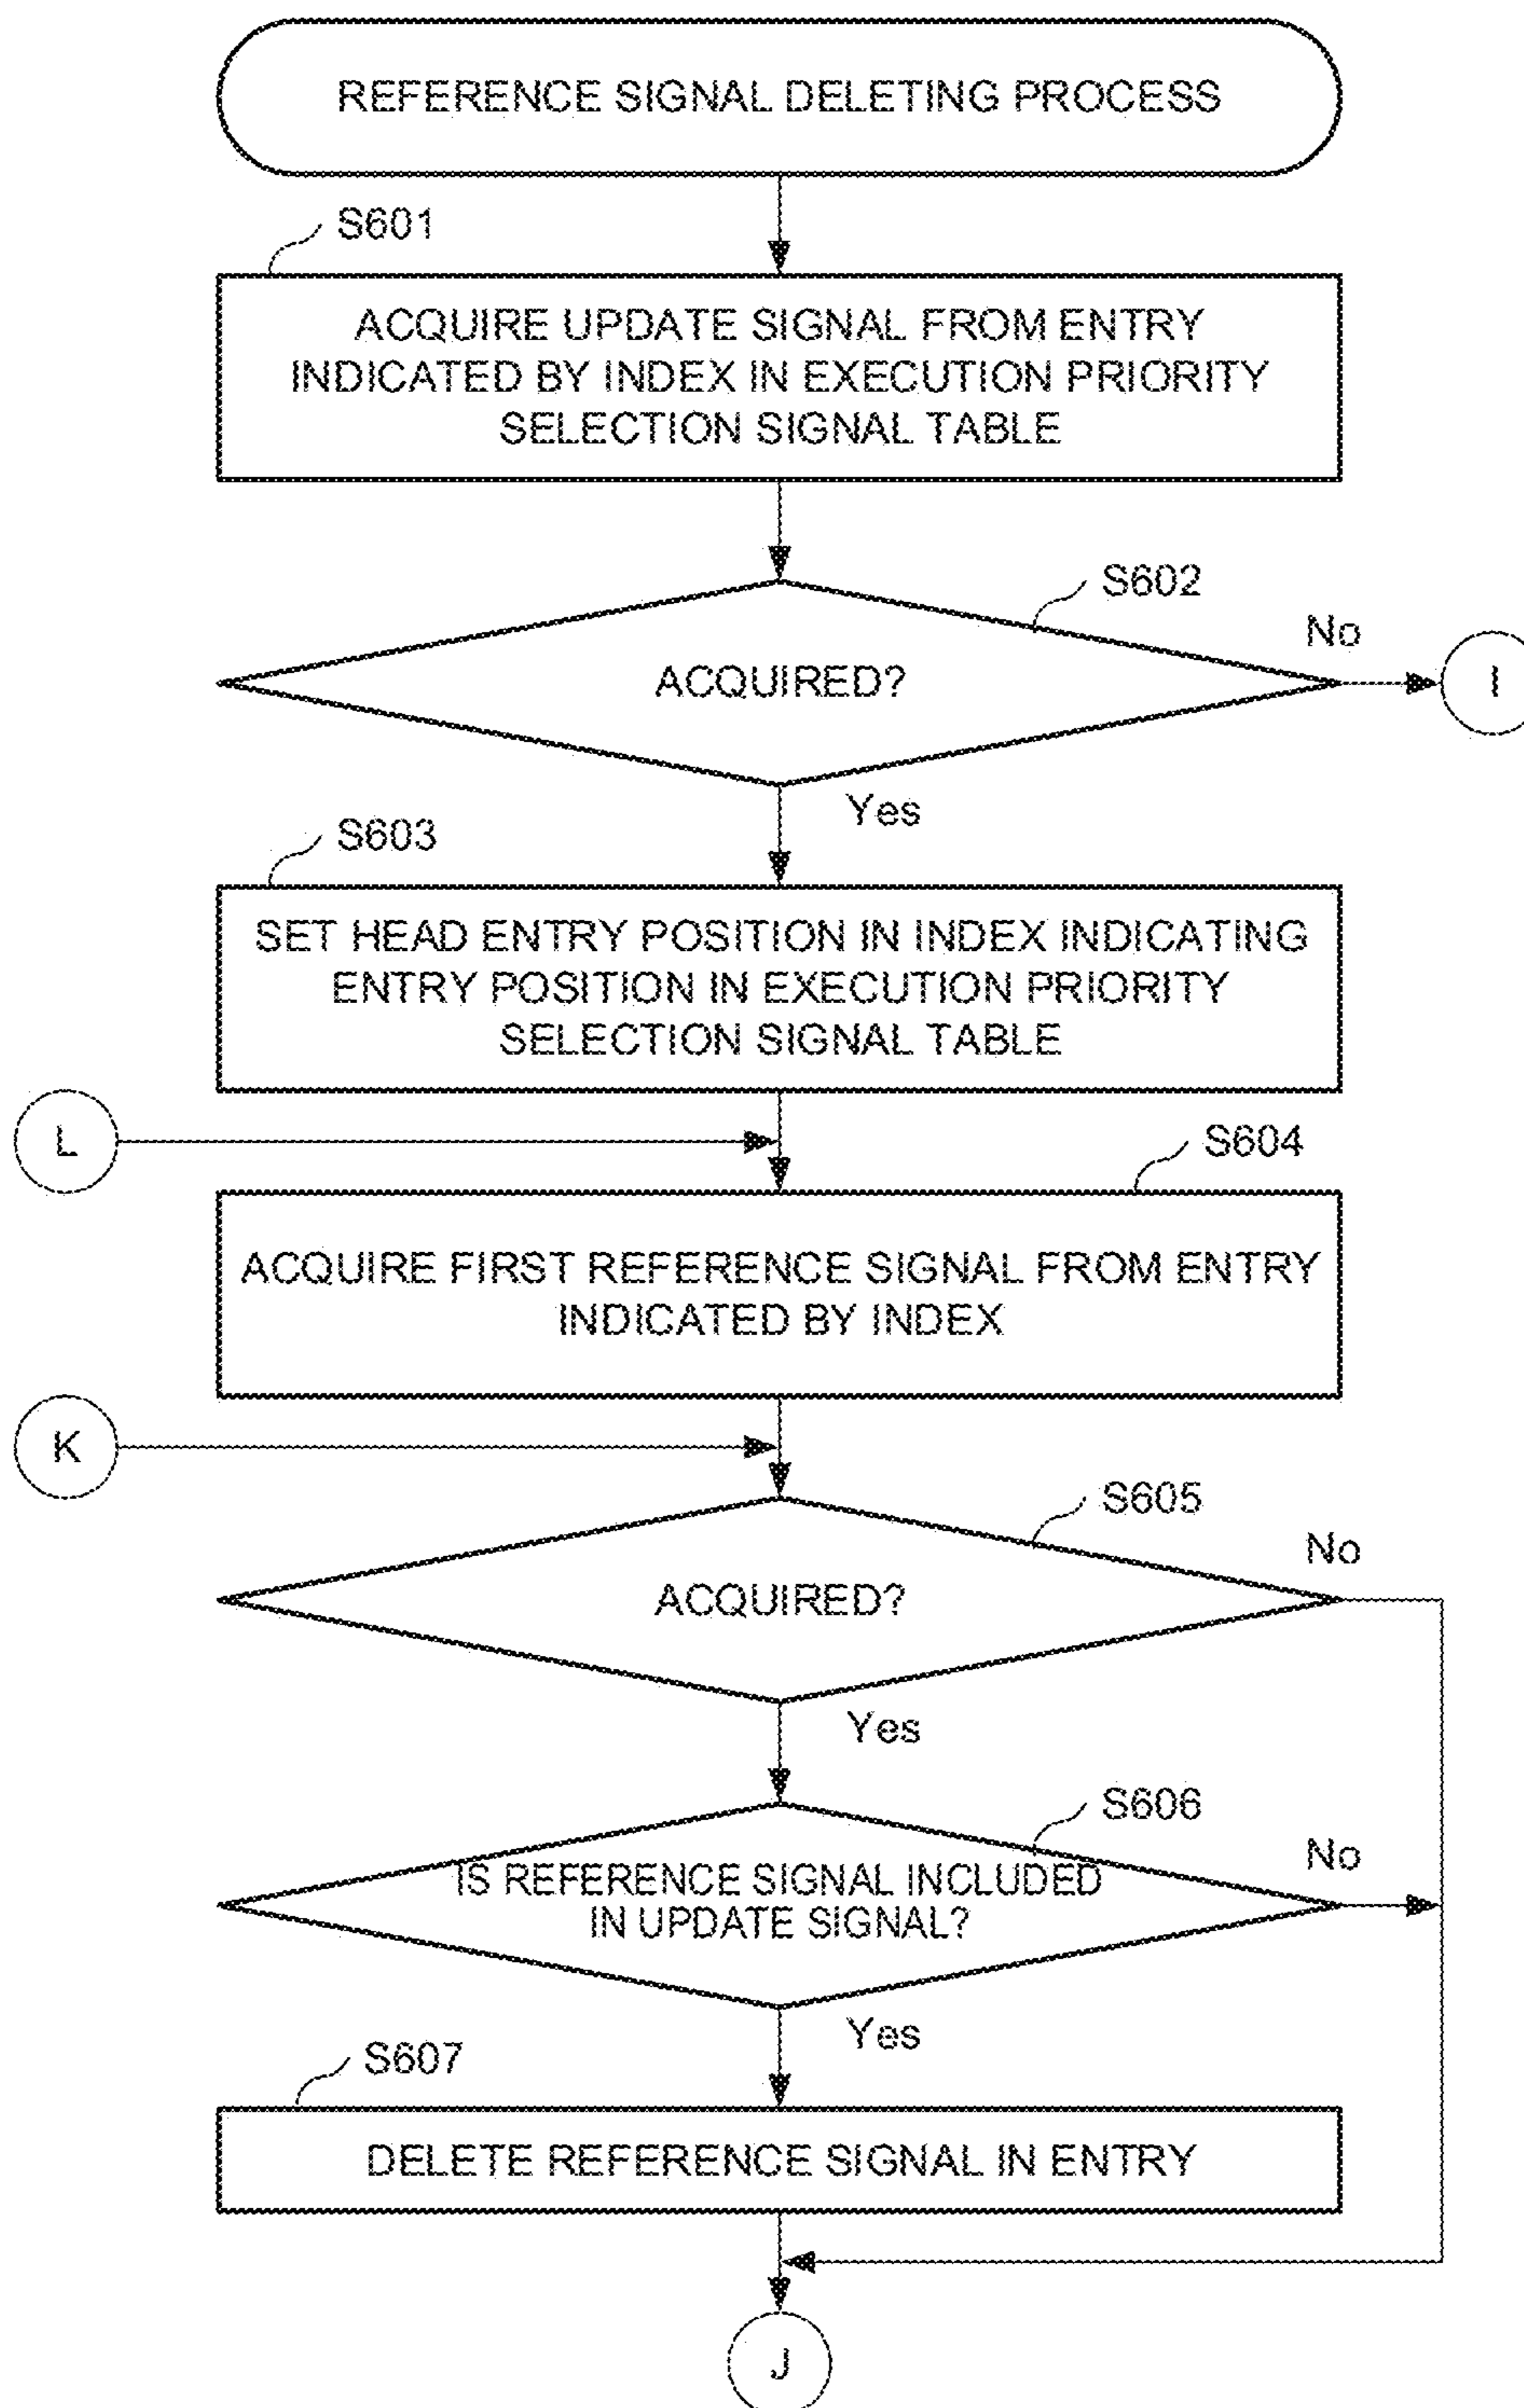 REFERENCE SIGNAL DELETING PROCESS
S601
ACQUIRE UPDATE SIGNAL FROM ENTRY
INDICATED BY INDEX IN EXECUTION PRIORITY
SELECTION SIGNAL TABLE
S602
No
ACQUIRED?
I
Yes
S603
SET HEAD ENTRY POSITION IN INDEX INDICATING
ENTRY POSITION IN EXECUTION PRIORITY
SELECTION SIGNAL TABLE
L
S604
ACQUIRE FIRST REFERENCE SIGNAL FROM ENTRY
INDICATED BY INDEX
K
S605
No
ACQUIRED?
Yes
S606
No
IS REFERENCE SIGNAL INCLUDED
IN UPDATE SIGNAL?
Yes
S607
DELETE REFERENCE SIGNAL IN ENTRY
J